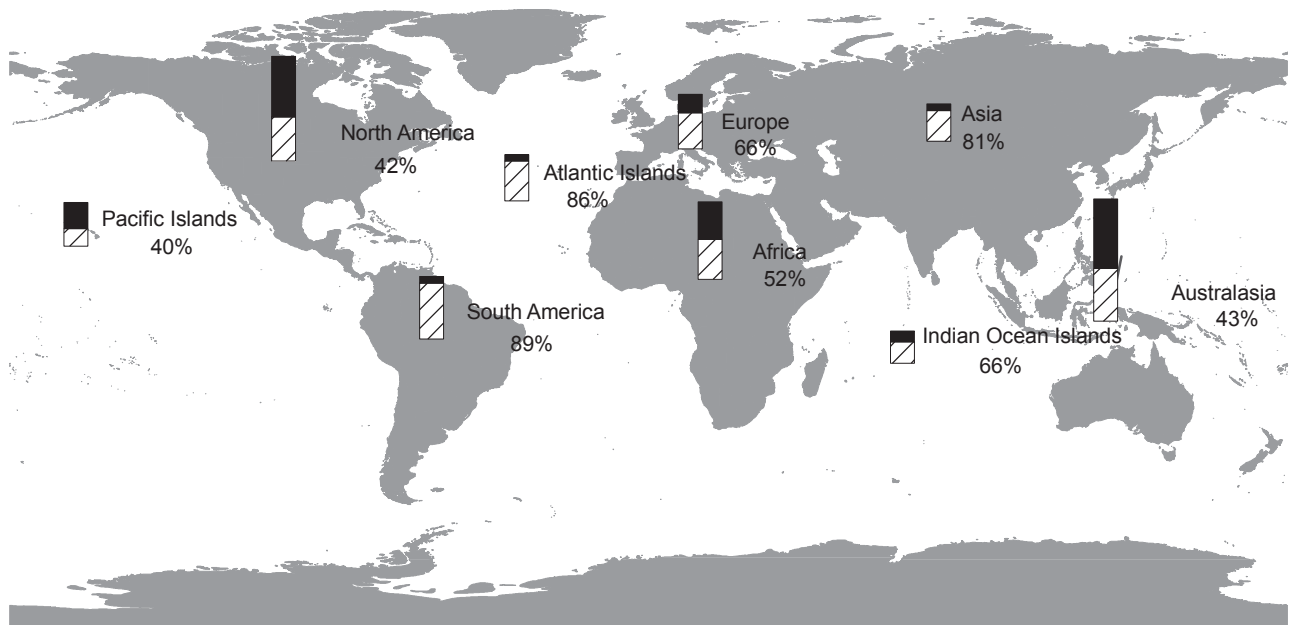 North America
42%
Europe
66%
Asia
81%
Atlantic Islands
86%
Pacific Islands
40%
Africa
52%
South America
89%
Australasia
43%
Indian Ocean Islands
66%